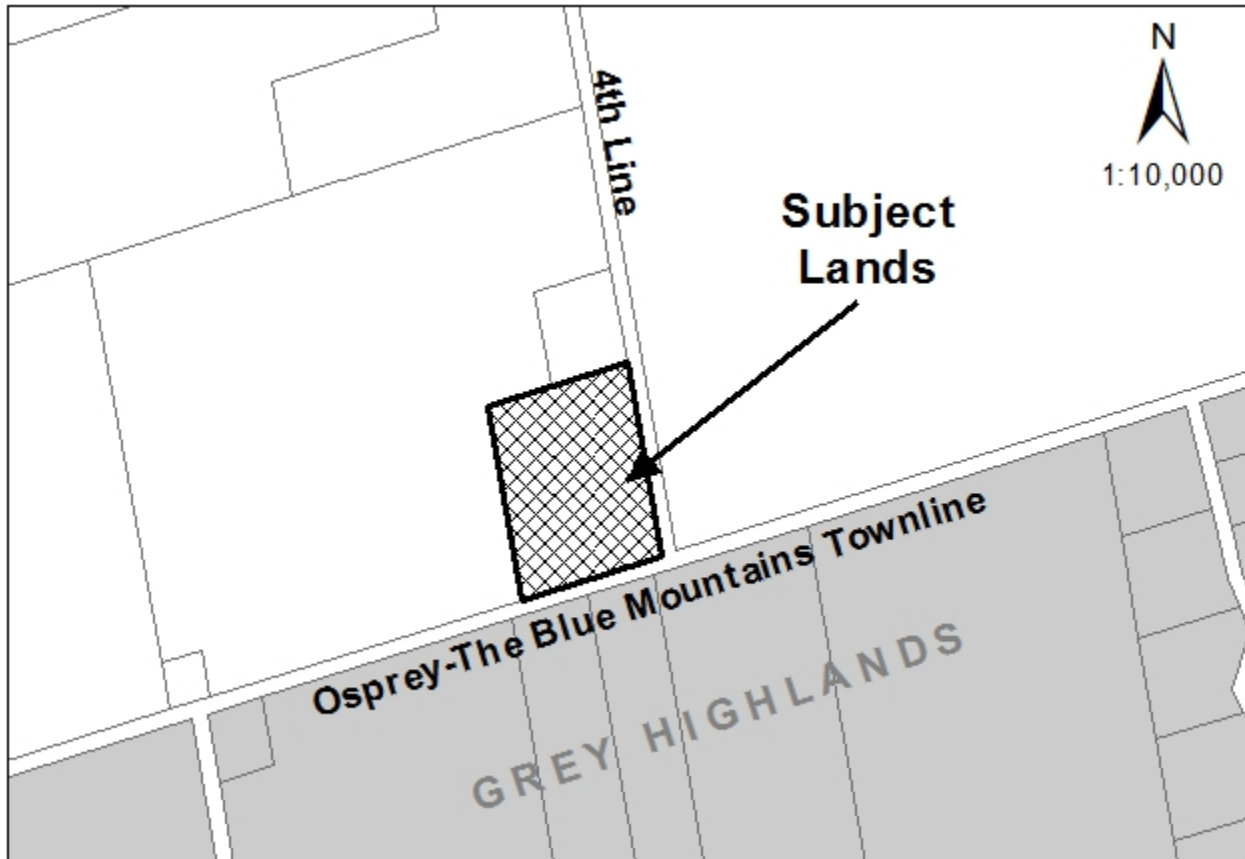 N
1:10,000
4th Line
Subject
Lands
Osprey-The Blue Mountains Townline
GREY HIGHLANDS